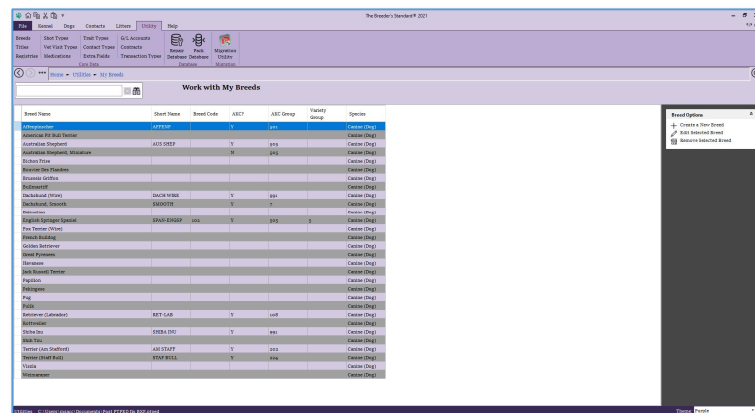 The Breeder's Standard® 2021
File Kennel Dogs Contacts Litters Utility Help
Breeds Shot Types Trait Types G/L Accounts
Titles Vet Visit Types Contact Types Contracts
Registries Medications Extra Fields Transaction Types
Repair Database Pack Database Migration Utility
Core Data Database Migration
Home Utilities My Breeds
Work with My Breeds
Breed Name Short Name Breed Code AKC? AKC Group Variety Group Species
Affenpinscher AFFENP Y 901 Canine (Dog)
American Pit Bull Terrier Canine (Dog)
Australian Shepherd AUS SHEP Y 905 Canine (Dog)
Australian Shepherd, Miniature N 905 Canine (Dog)
Bichon Frise Canine (Dog)
Bouvier Des Flanders Canine (Dog)
Brussels Griffon Canine (Dog)
Bullmastiff Canine (Dog)
Dachshund (Wire) DACH WIRE Y 991 Canine (Dog)
Dachshund, Smooth SMOOTH Y 7 Canine (Dog)
Dalmatian Canine (Dog)
English Springer Spaniel SPAN-ENGSP 102 Y 905 5 Canine (Dog)
Fox Terrier (Wire) Canine (Dog)
French Bulldog Canine (Dog)
Golden Retriever Canine (Dog)
Great Pyrenees Canine (Dog)
Havanese Canine (Dog)
Jack Russell Terrier Canine (Dog)
Papillon Canine (Dog)
Pekingese Canine (Dog)
Pug Canine (Dog)
Pulik Canine (Dog)
Retriever (Labrador) RET-LAB Y 108 Canine (Dog)
Rottweiler Canine (Dog)
Shiba Inu SHIBA INU Y 991 Canine (Dog)
Shih Tzu Canine (Dog)
Terrier (Am Stafford) AM STAFF Y 202 Canine (Dog)
Terrier (Staff Bull) STAF BULL Y 204 Canine (Dog)
Vizsla Canine (Dog)
Weimaraner Canine (Dog)
Breed Options
Create a New Breed
Edit Selected Breed
Remove Selected Breed
Utilities Theme Purple